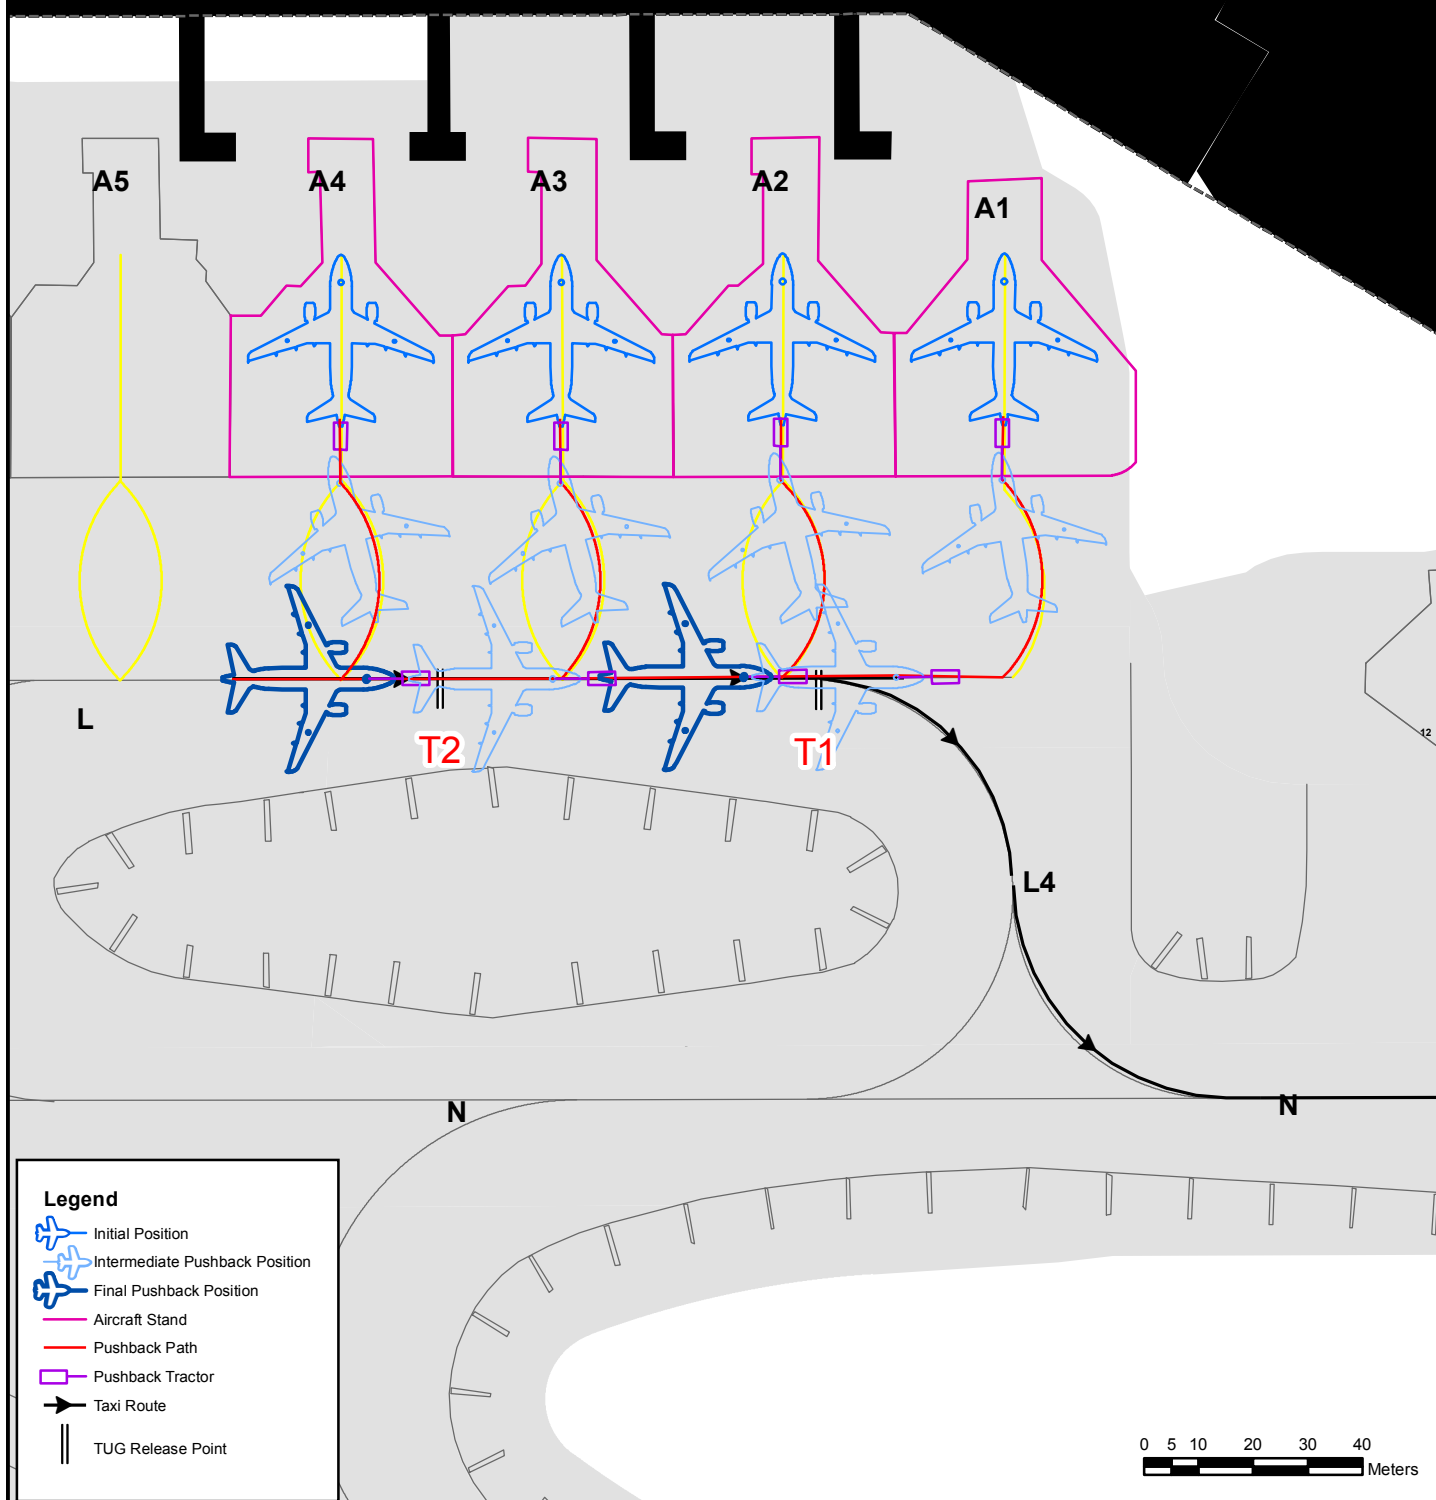 A5
A4
A3
A2
A1
L
T2
T1
12
L4
N
N
Legend
Initial Position
Intermediate Pushback Position
Final Pushback Position
Aircraft Stand
Pushback Path
Pushback Tractor
Taxi Route
TUG Release Point
0 5 10 20 30 40
Meters